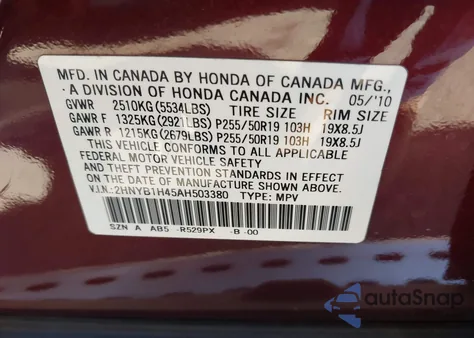 MFD. IN CANADA BY HONDA OF CANADA MFG.,
A DIVISION OF HONDA CANADA INC. 05/'10
GVWR 2510KG(5534LBS) TIRE SIZE RIM SIZE
GAWR F 1325KG(2921LBS) P255/50R19 103H 19X8.5J
GAWR R 1215KG(2679LBS) P255/50R19 103H 19X8.5J
THIS VEHICLE CONFORMS TO ALL APPLICABLE
FEDERAL MOTOR VEHICLE SAFETY
AND THEFT PREVENTION STANDARDS IN EFFECT
ON THE DATE OF MANUFACTURE SHOWN ABOVE.
V.I.N.:2HNYB1H45AH503380 TYPE: MPV
SZN A AB5 -R529PX -B -00
autoSnap